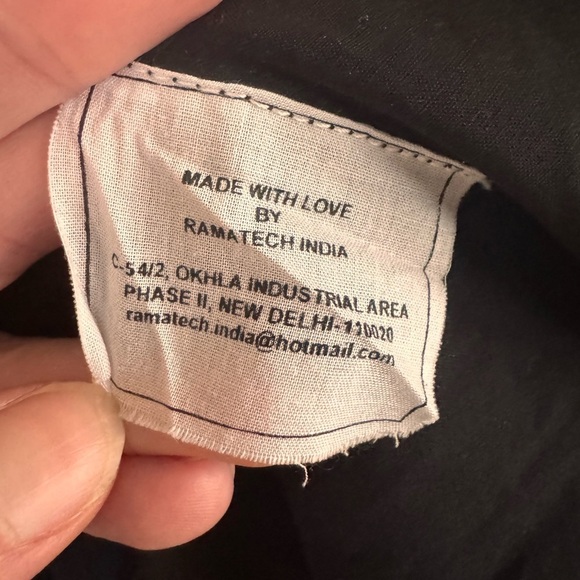 MADE WITH LOVE
BY
RAMATECH INDIA
C-54/2, OKHLA INDUSTRIAL AREA
PHASE II, NEW DELHI-110020
ramatech.india@hotmail.com